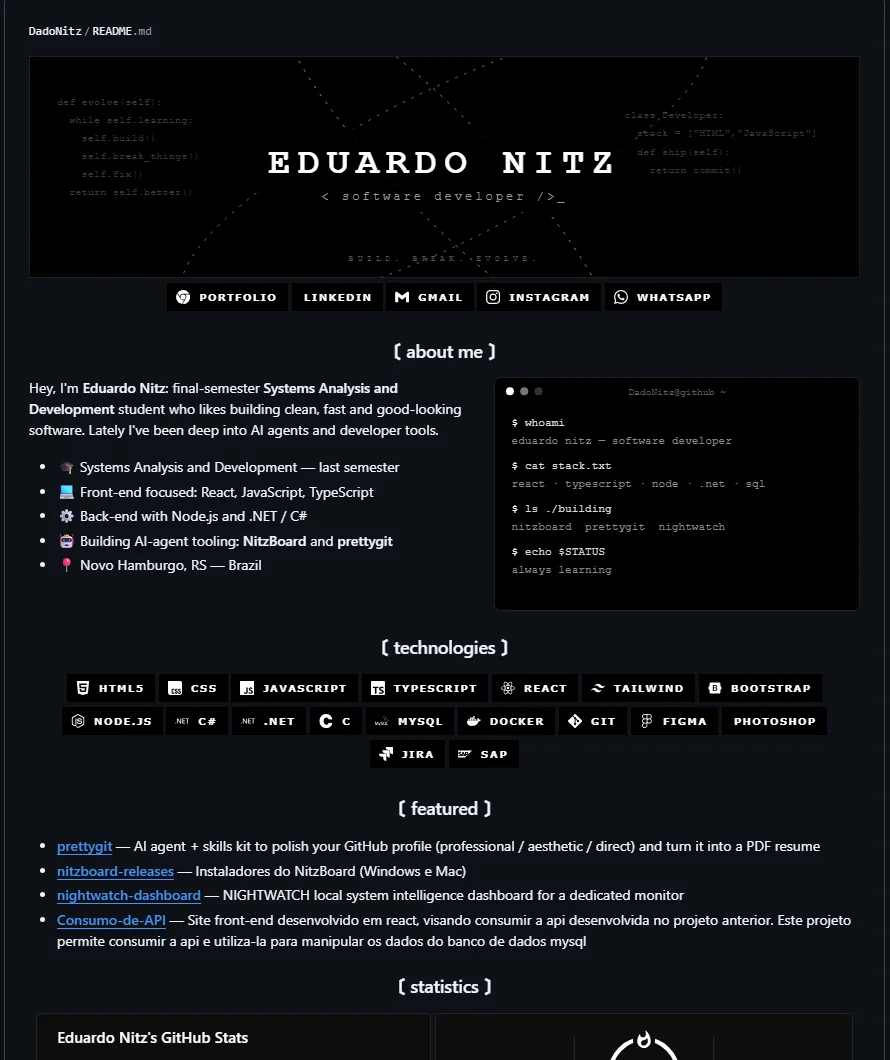 DadoNitz/README.md
def evolve(self):
while self.learning:
self.build()
self.break_things()
self.fix()
return self.better()
class Developer:
stack = ["HTML","JavaScript"]
def ship(self):
return commit()
EDUARDO NITZ
< software developer />_
BUILD. BREAK. EVOLVE.
PORTFOLIO LINKEDIN GMAIL INSTAGRAM WHATSAPP
{ about me }
Hey, I'm Eduardo Nitz: final-semester Systems Analysis and
Development student who likes building clean, fast and good-looking
software. Lately I've been deep into AI agents and developer tools.
Systems Analysis and Development — last semester
Front-end focused: React, JavaScript, TypeScript
Back-end with Node.js and .NET / C#
Building AI-agent tooling: NitzBoard and prettygit
Novo Hamburgo, RS — Brazil
DadoNitz@github ~
$ whoami
eduardo nitz — software developer
$ cat stack.txt
react · typescript · node · .net · sql
$ ls ./building
nitzboard prettygit nightwatch
$ echo $STATUS
always learning
{ technologies }
HTML5 CSS CSS JS JAVASCRIPT TS TYPESCRIPT REACT TAILWIND B BOOTSTRAP
JS NODE.JS .NET C# .NET .NET C C MySQL MYSQL DOCKER GIT FIGMA PHOTOSHOP
JIRA SAP SAP
{ featured }
prettygit — AI agent + skills kit to polish your GitHub profile (professional / aesthetic / direct) and turn it into a PDF resume
nitzboard-releases — Instaladores do NitzBoard (Windows e Mac)
nightwatch-dashboard — NIGHTWATCH local system intelligence dashboard for a dedicated monitor
Consumo-de-API — Site front-end desenvolvido em react, visando consumir a api desenvolvida no projeto anterior. Este projeto
permite consumir a api e utiliza-la para manipular os dados do banco de dados mysql
{ statistics }
Eduardo Nitz's GitHub Stats